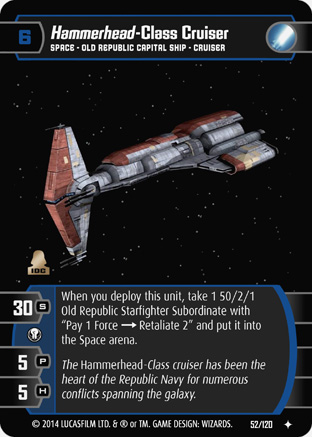 6
Hammerhead-Class Cruiser
SPACE • OLD REPUBLIC CAPITAL SHIP • CRUISER
IDC
30 S
When you deploy this unit, take 1 50/2/1
Old Republic Starfighter Subordinate with
“Pay 1 Force → Retaliate 2” and put it into
the Space arena.
5 P
The Hammerhead-Class cruiser has been the
heart of the Republic Navy for numerous
conflicts spanning the galaxy.
5 H
© 2014 LUCASFILM LTD. & ® OR TM. GAME DESIGN: WIZARDS. 52/120